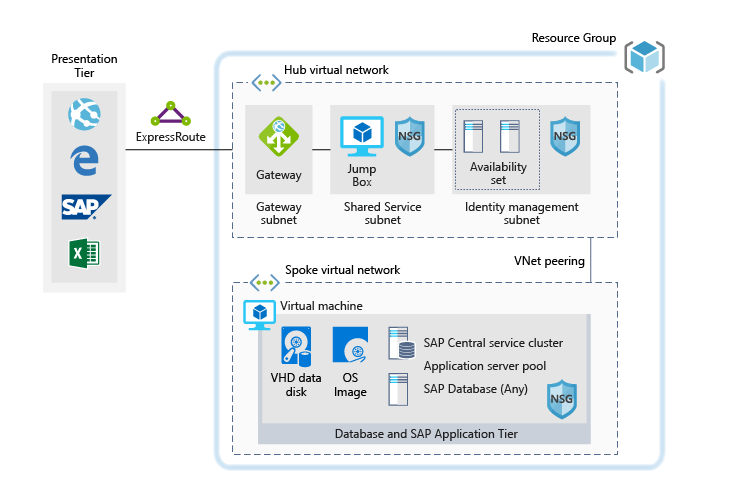 Resource Group
Presentation
Tier
Hub virtual network
ExpressRoute
SAP
X
Gateway
Jump
Box
NSG
Availability
set
NSG
Gateway
subnet
Shared Service
subnet
Identity management
subnet
VNet peering
Spoke virtual network
Virtual machine
VHD data
disk
OS
Image
SAP Central service cluster
Application server pool
SAP Database (Any)
NSG
Database and SAP Application Tier